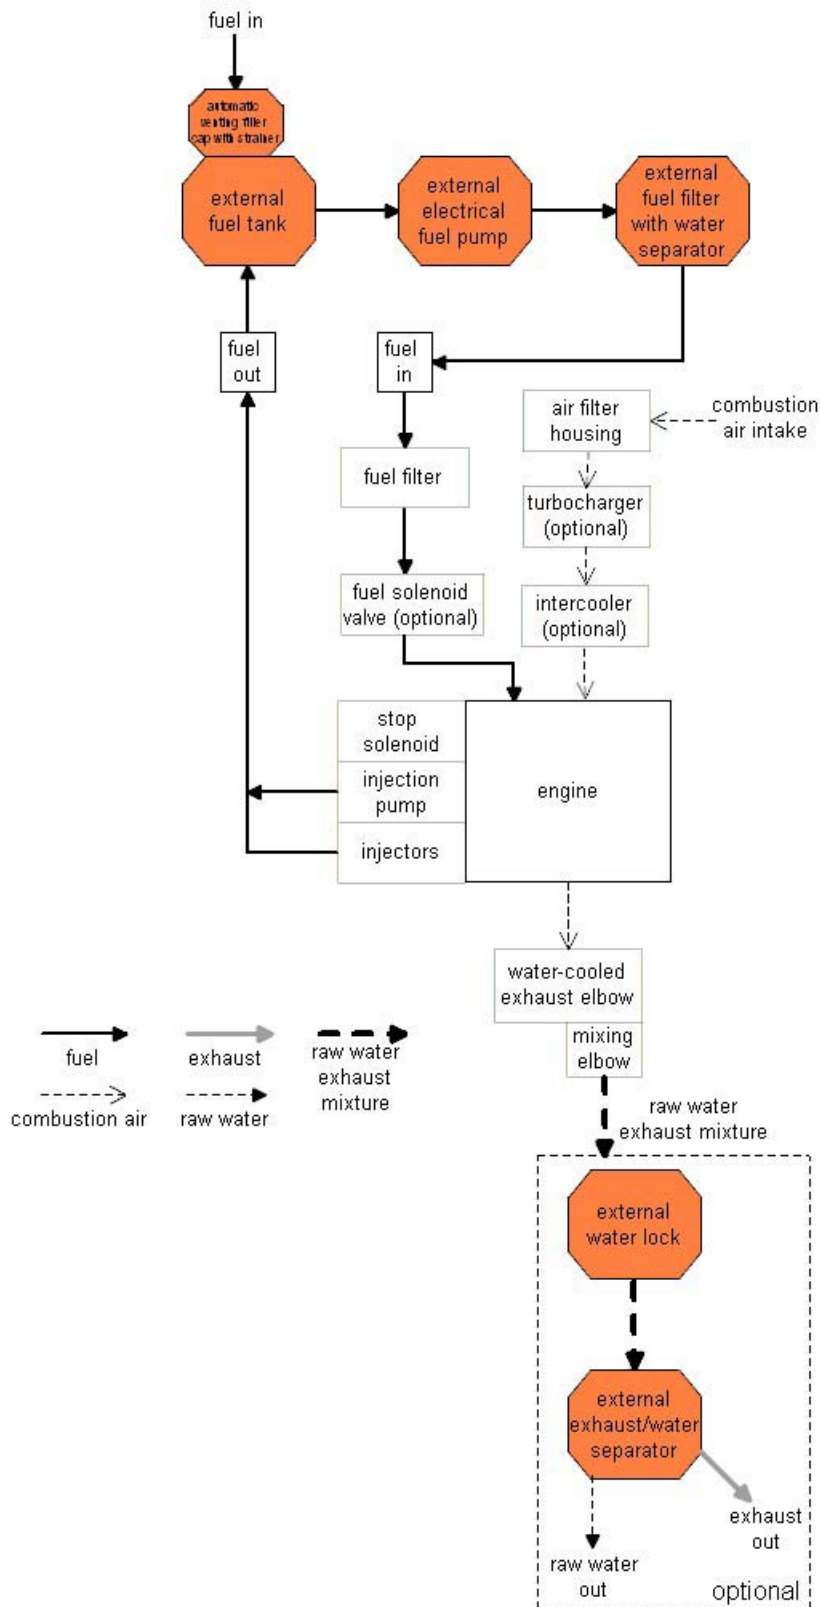 fuel in
automatic
venting filler
cap with strainer
external
fuel tank
external
electrical
fuel pump
external
fuel filter
with water
separator
fuel
out
fuel
in
air filter
housing
combustion
air intake
fuel filter
turbocharger
(optional)
fuel solenoid
valve (optional)
intercooler
(optional)
stop
solenoid
injection
pump
injectors
engine
water-cooled
exhaust elbow
mixing
elbow
fuel
exhaust
raw water
exhaust
mixture
combustion air
raw water
raw water
exhaust mixture
external
water lock
external
exhaust/water
separator
exhaust
out
raw water
out
optional